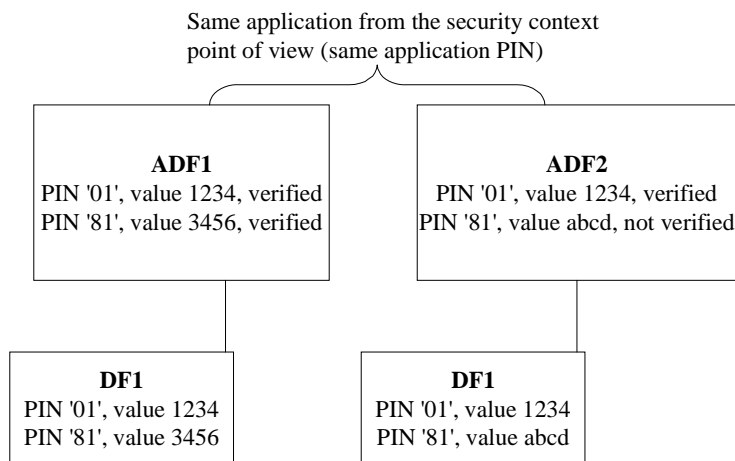 Same application from the security context
point of view (same application PIN)
ADF1
PIN '01', value 1234, verified
PIN '81', value 3456, verified
ADF2
PIN '01', value 1234, verified
PIN '81', value abcd, not verified
DF1
PIN '01', value 1234
PIN '81', value 3456
DF1
PIN '01', value 1234
PIN '81', value abcd